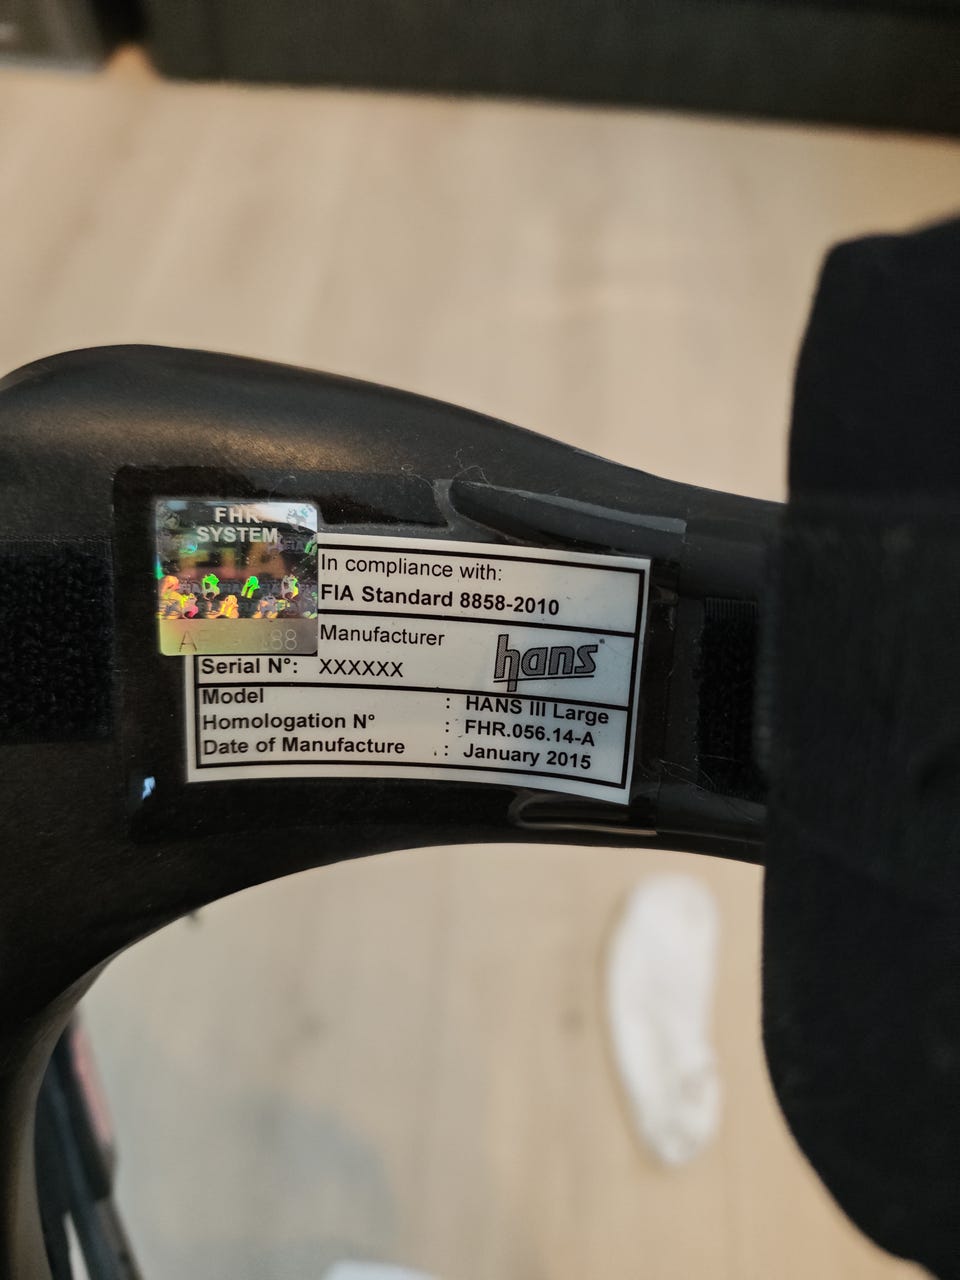 FHR
SYSTEM
In compliance with:
FIA Standard 8858-2010
Manufacturer
hans
Serial N°: XXXXXX
Model : HANS III Large
Homologation N° : FHR.056.14-A
Date of Manufacture : January 2015